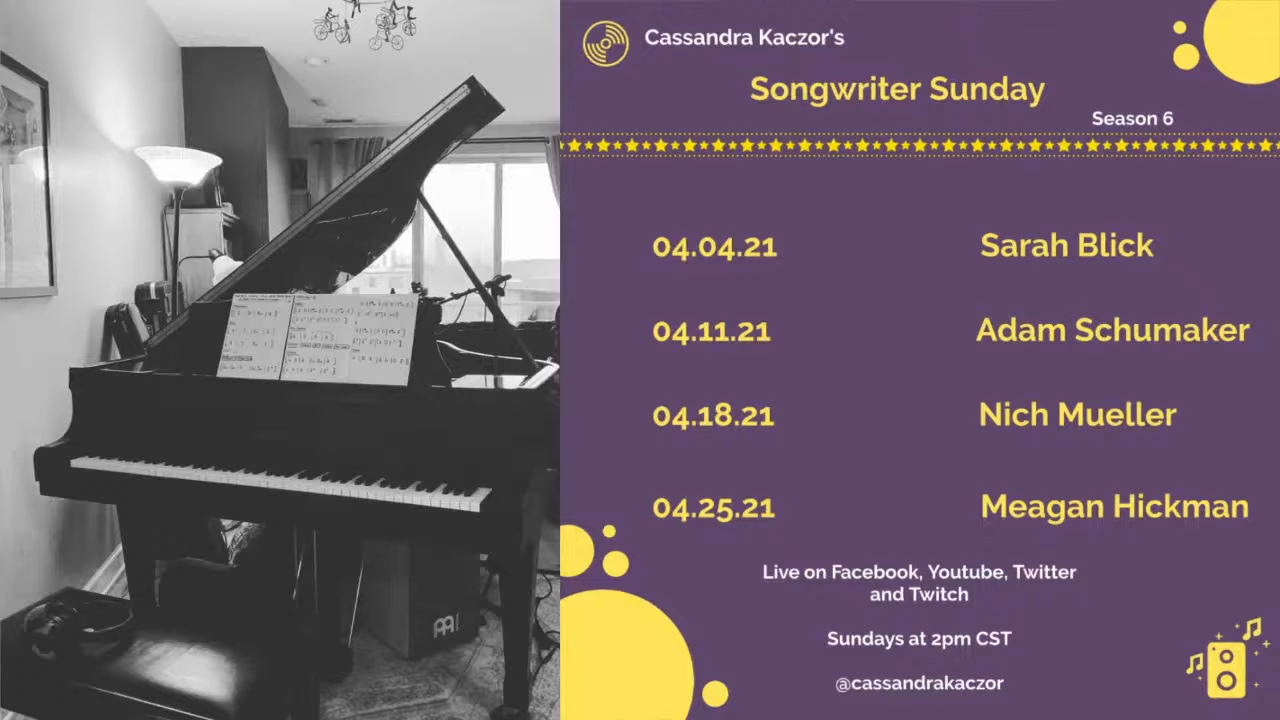 Cassandra Kaczor's
Songwriter Sunday
Season 6
04.04.21 Sarah Blick
04.11.21 Adam Schumaker
04.18.21 Nich Mueller
04.25.21 Meagan Hickman
Live on Facebook, Youtube, Twitter
and Twitch
Sundays at 2pm CST
@cassandrakaczor